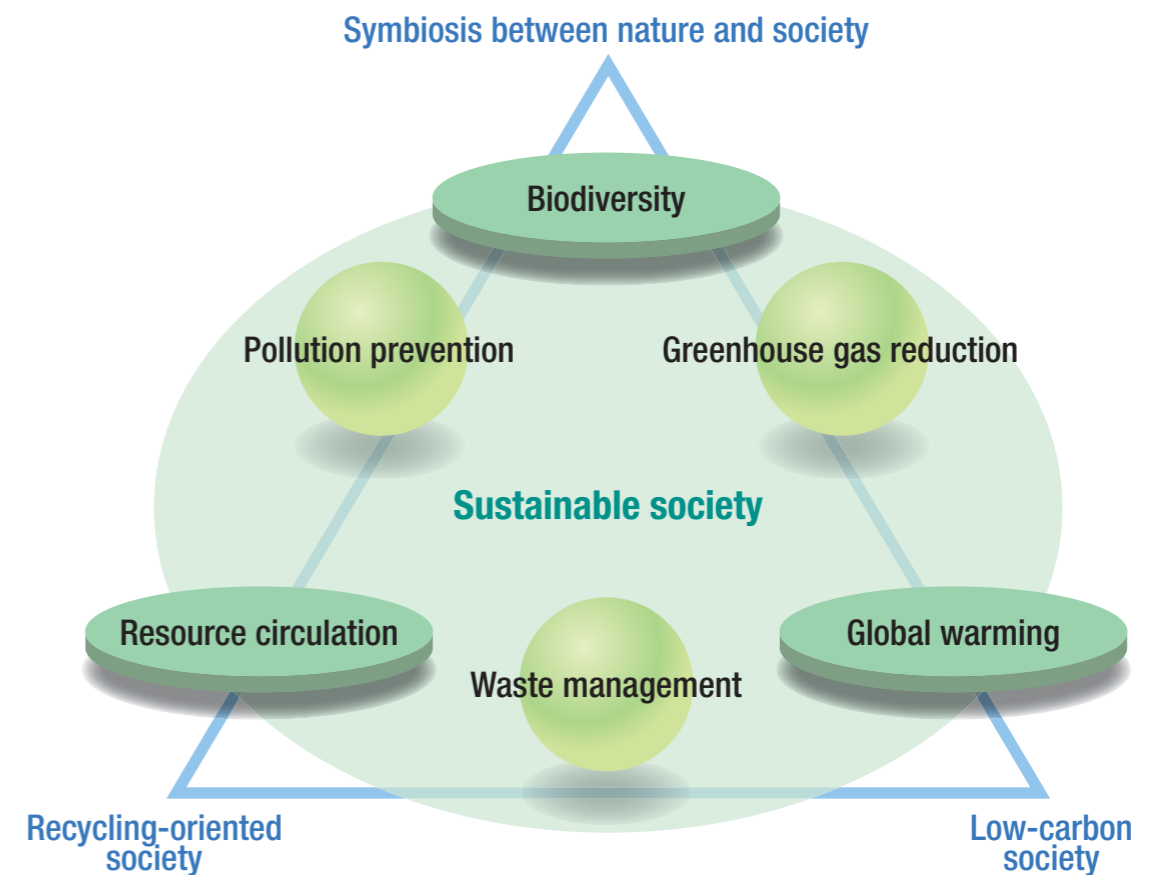 Symbiosis between nature and society
Biodiversity
Pollution prevention
Greenhouse gas reduction
Sustainable society
Resource circulation
Global warming
Waste management
Recycling-oriented
society
Low-carbon
society